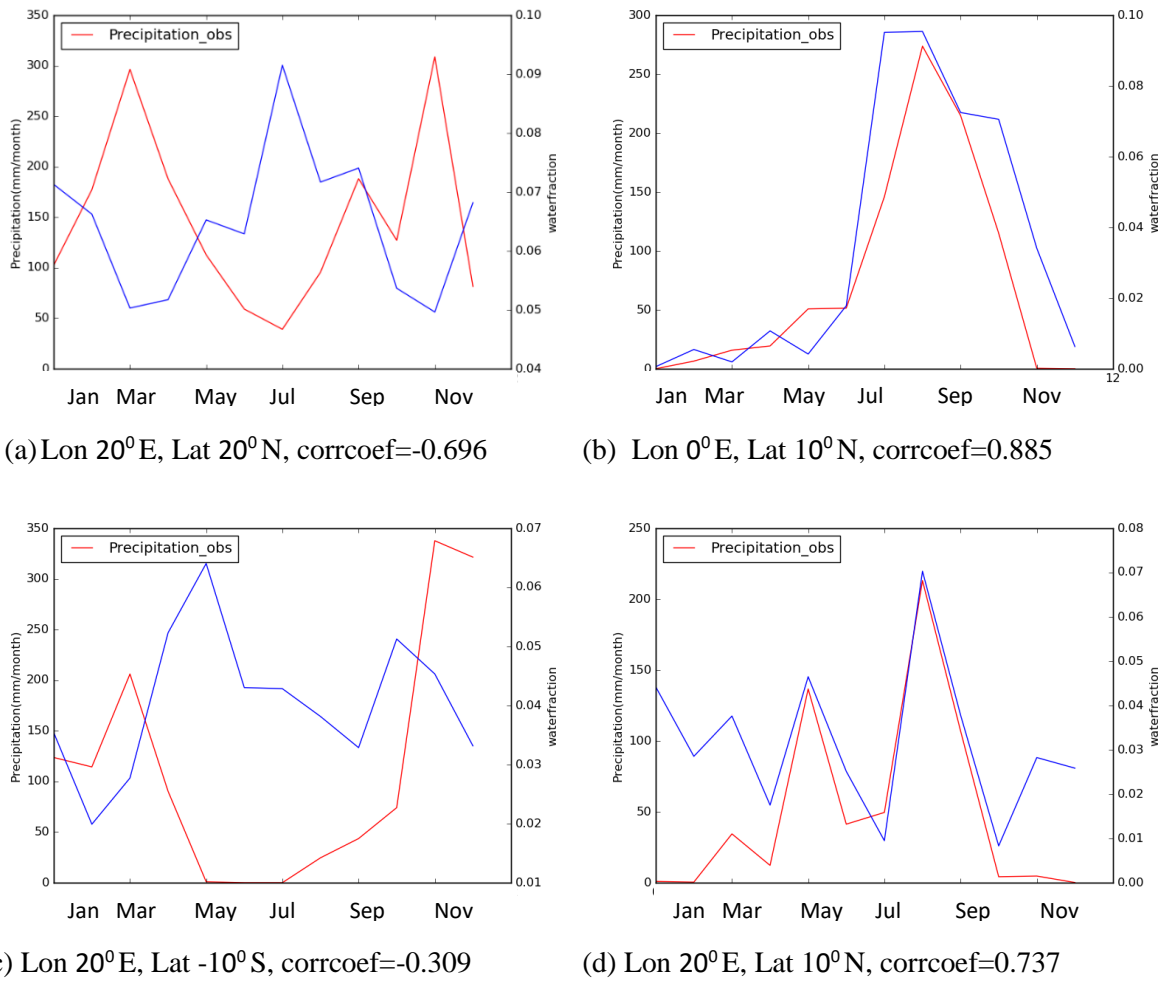 350
300
250
200
150
100
50
0
Precipitation(mm/month)
Precipitation_obs
0.10
0.09
0.08
0.07
0.06
0.05
0.04
waterfraction
Jan Mar May Jul Sep Nov
(a) Lon 20⁰ E, Lat 20⁰ N, corrcoef=-0.696
300
250
200
150
100
50
0
Precipitation(mm/month)
Precipitation_obs
0.10
0.08
0.06
0.04
0.02
0.00
waterfraction
12
Jan Mar May Jul Sep Nov
(b) Lon 0⁰ E, Lat 10⁰ N, corrcoef=0.885
350
300
250
200
150
100
50
0
Precipitation(mm/month)
Precipitation_obs
0.07
0.06
0.05
0.04
0.03
0.02
0.01
waterfraction
Jan Mar May Jul Sep Nov
) Lon 20⁰ E, Lat -10⁰ S, corrcoef=-0.309
250
200
150
100
50
0
Precipitation(mm/month)
Precipitation_obs
0.08
0.07
0.06
0.05
0.04
0.03
0.02
0.01
0.00
waterfraction
Jan Mar May Jul Sep Nov
(d) Lon 20⁰ E, Lat 10⁰ N, corrcoef=0.737